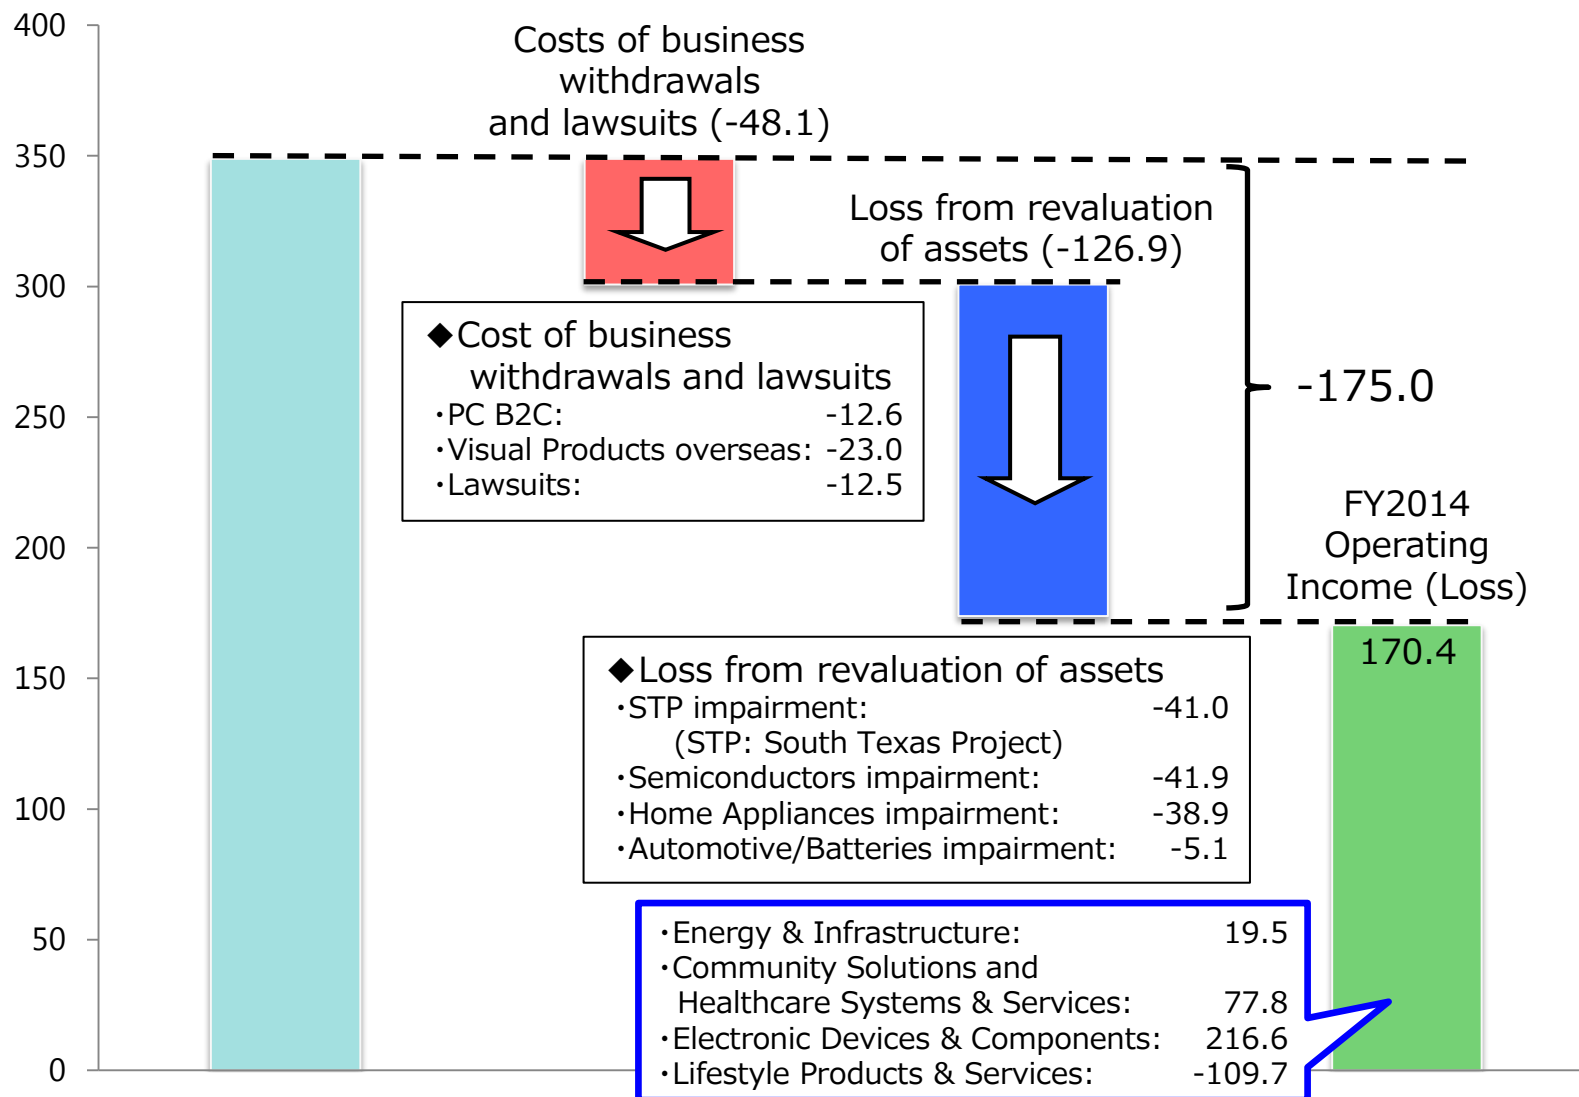 400
350
300
250
200
150
100
50
0
Costs of business
withdrawals
and lawsuits (-48.1)
Loss from revaluation
of assets (-126.9)
◆Cost of business
withdrawals and lawsuits
・PC B2C: -12.6
・Visual Products overseas: -23.0
・Lawsuits: -12.5
-175.0
FY2014
Operating
Income (Loss)
170.4
◆Loss from revaluation of assets
・STP impairment: -41.0
(STP: South Texas Project)
・Semiconductors impairment: -41.9
・Home Appliances impairment: -38.9
・Automotive/Batteries impairment: -5.1
・Energy & Infrastructure: 19.5
・Community Solutions and
Healthcare Systems & Services: 77.8
・Electronic Devices & Components: 216.6
・Lifestyle Products & Services: -109.7